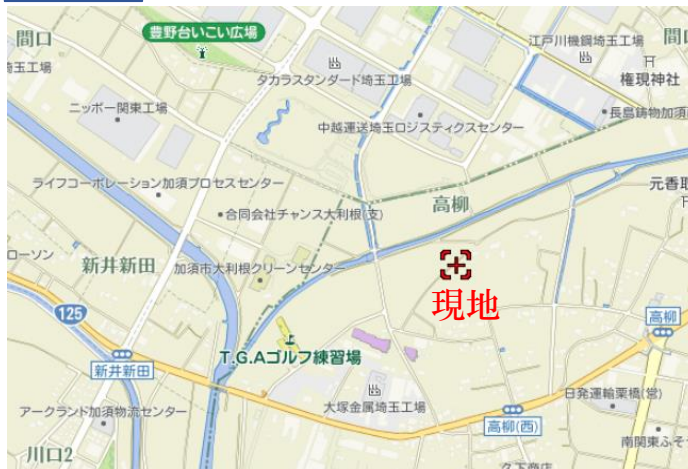 間口
豊野台いこい広場
江戸川機鋼埼玉工場
間口
埼玉工場
タカラスタンダード埼玉工場
権現神社
ニッポー関東工場
中越運送埼玉ロジスティクスセンター
長島鋳物加須
ライフコーポレーション加須プロセスセンター
高柳
元香取
合同会社チャンス大利根(支)
ローソン
新井新田
加須市大利根クリーンセンター
現地
125
高柳
T.G.Aゴルフ練習場
新井新田
大塚金属埼玉工場
日発運輸栗橋(営)
アークランド加須物流センター
高柳(西)
南関東ふそ
川口2
久下商店